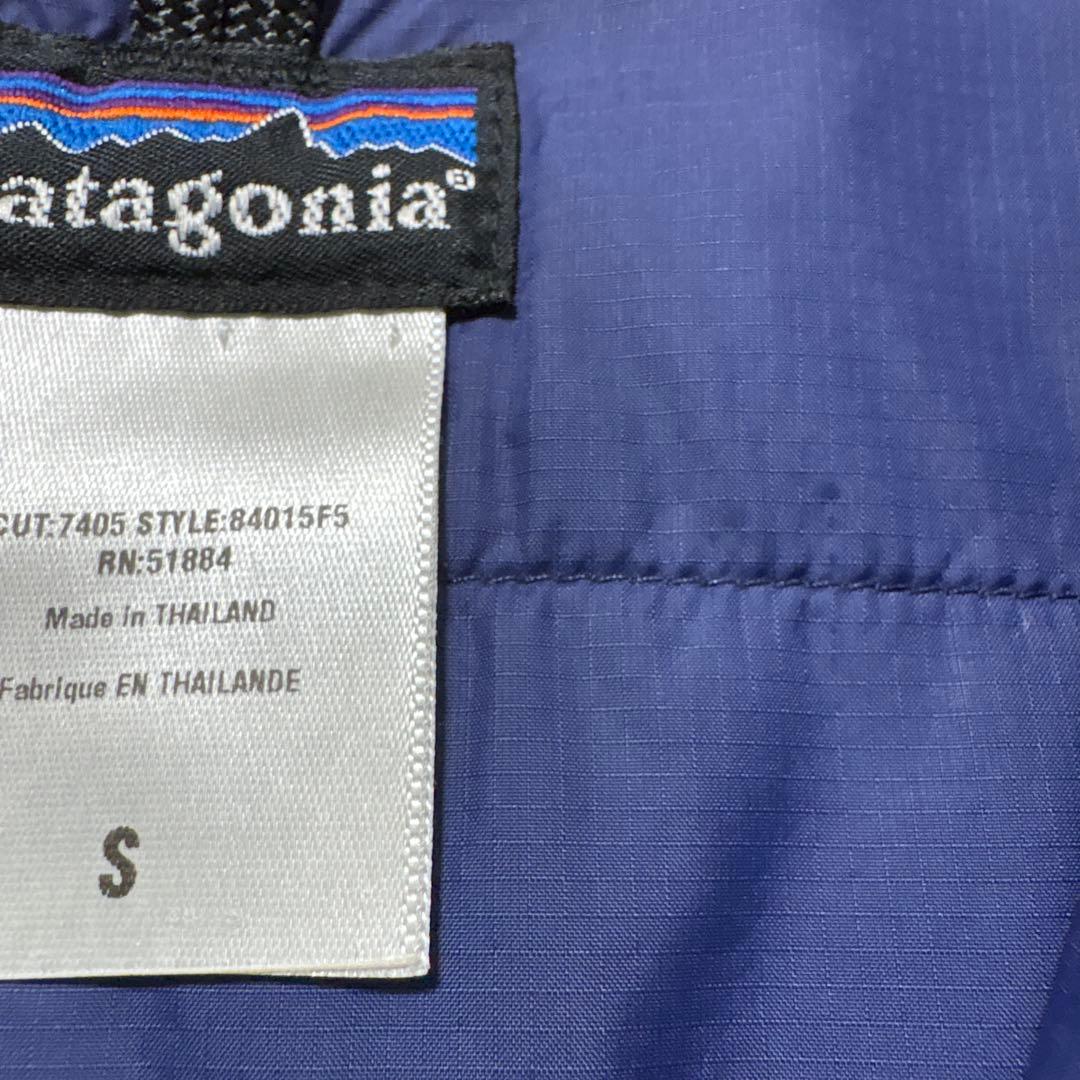 atagonia®
CUT:7405 STYLE:84015F5
RN:51884
Made in THAILAND
Fabrique EN THAILANDE
S